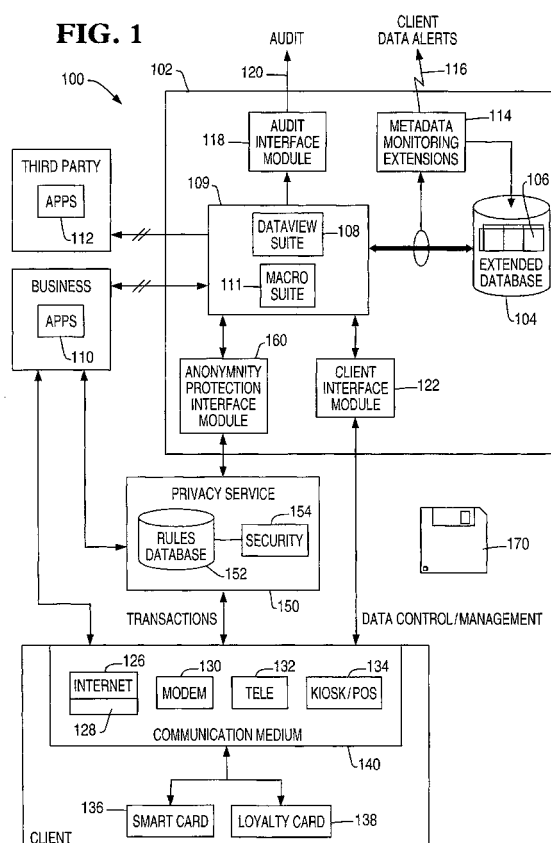 FIG. 1
AUDIT
CLIENT
DATA ALERTS
100
102
120
116
118
AUDIT
INTERFACE
MODULE
METADATA
MONITORING
EXTENSIONS
114
THIRD PARTY
APPS
112
109
DATAVIEW
SUITE
108
111
MACRO
SUITE
106
EXTENDED
DATABASE
104
BUSINESS
APPS
110
160
ANONYMNITY
PROTECTION
INTERFACE
MODULE
CLIENT
INTERFACE
MODULE
122
PRIVACY SERVICE
RULES
DATABASE
152
154
SECURITY
150
170
TRANSACTIONS
DATA CONTROL/MANAGEMENT
126
INTERNET
128
130
MODEM
132
TELE
134
KIOSK/POS
COMMUNICATION MEDIUM
140
136
SMART CARD
LOYALTY CARD
138
CLIENT